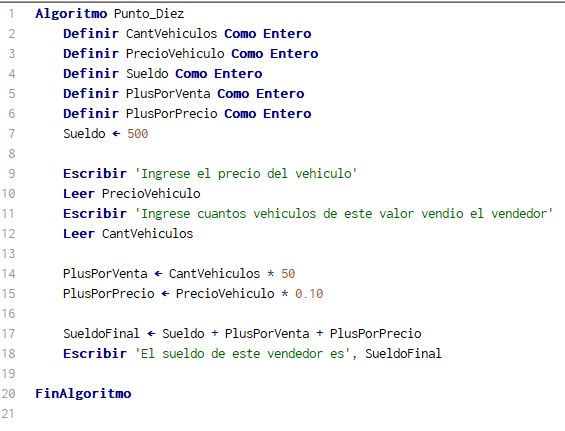 1 Algoritmo Punto_Diez
2 Definir CantVehiculos Como Entero
3 Definir PrecioVehiculo Como Entero
4 Definir Sueldo Como Entero
5 Definir PlusPorVenta Como Entero
6 Definir PlusPorPrecio Como Entero
7 Sueldo ← 500
8
9 Escribir 'Ingrese el precio del vehiculo'
10 Leer PrecioVehiculo
11 Escribir 'Ingrese cuantos vehiculos de este valor vendio el vendedor'
12 Leer CantVehiculos
13
14 PlusPorVenta ← CantVehiculos * 50
15 PlusPorPrecio ← PrecioVehiculo * 0.10
16
17 SueldoFinal ← Sueldo + PlusPorVenta + PlusPorPrecio
18 Escribir 'El sueldo de este vendedor es', SueldoFinal
19
20 FinAlgoritmo
21